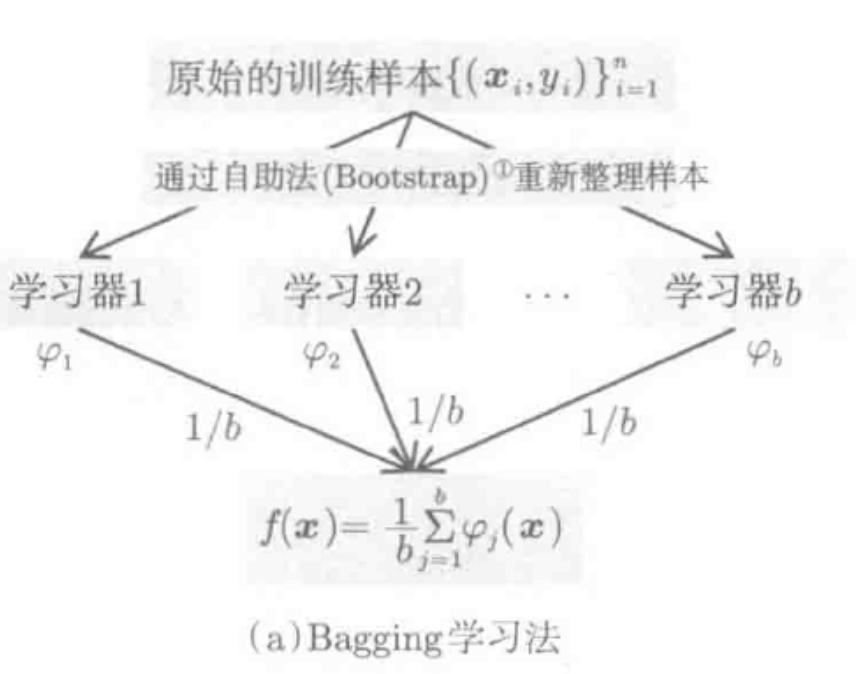 原始的训练样本{(x_i,y_i)}_{i=1}^n
通过自助法(Bootstrap)①重新整理样本
学习器1 学习器2 ··· 学习器b
φ_1 φ_2 φ_b
1/b 1/b 1/b
f(x)= 1/b ∑_{j=1}^b φ_j(x)
(a)Bagging学习法